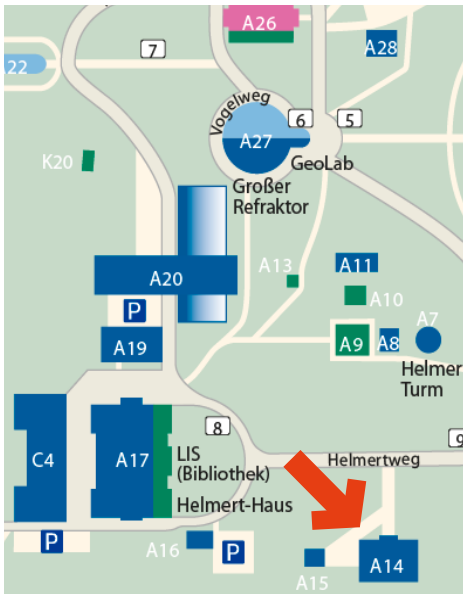 A26
A28
7
.22
Vogelweg
6
5
A27
GeoLab
K20
Großer
Refraktor
A20
A13
A11
A10
A7
P
A19
A9
A8
Helmer
Turm
8
9
C4
A17
LIS
(Bibliothek)
Helmertweg
Helmert-Haus
P
A16
P
A15
A14